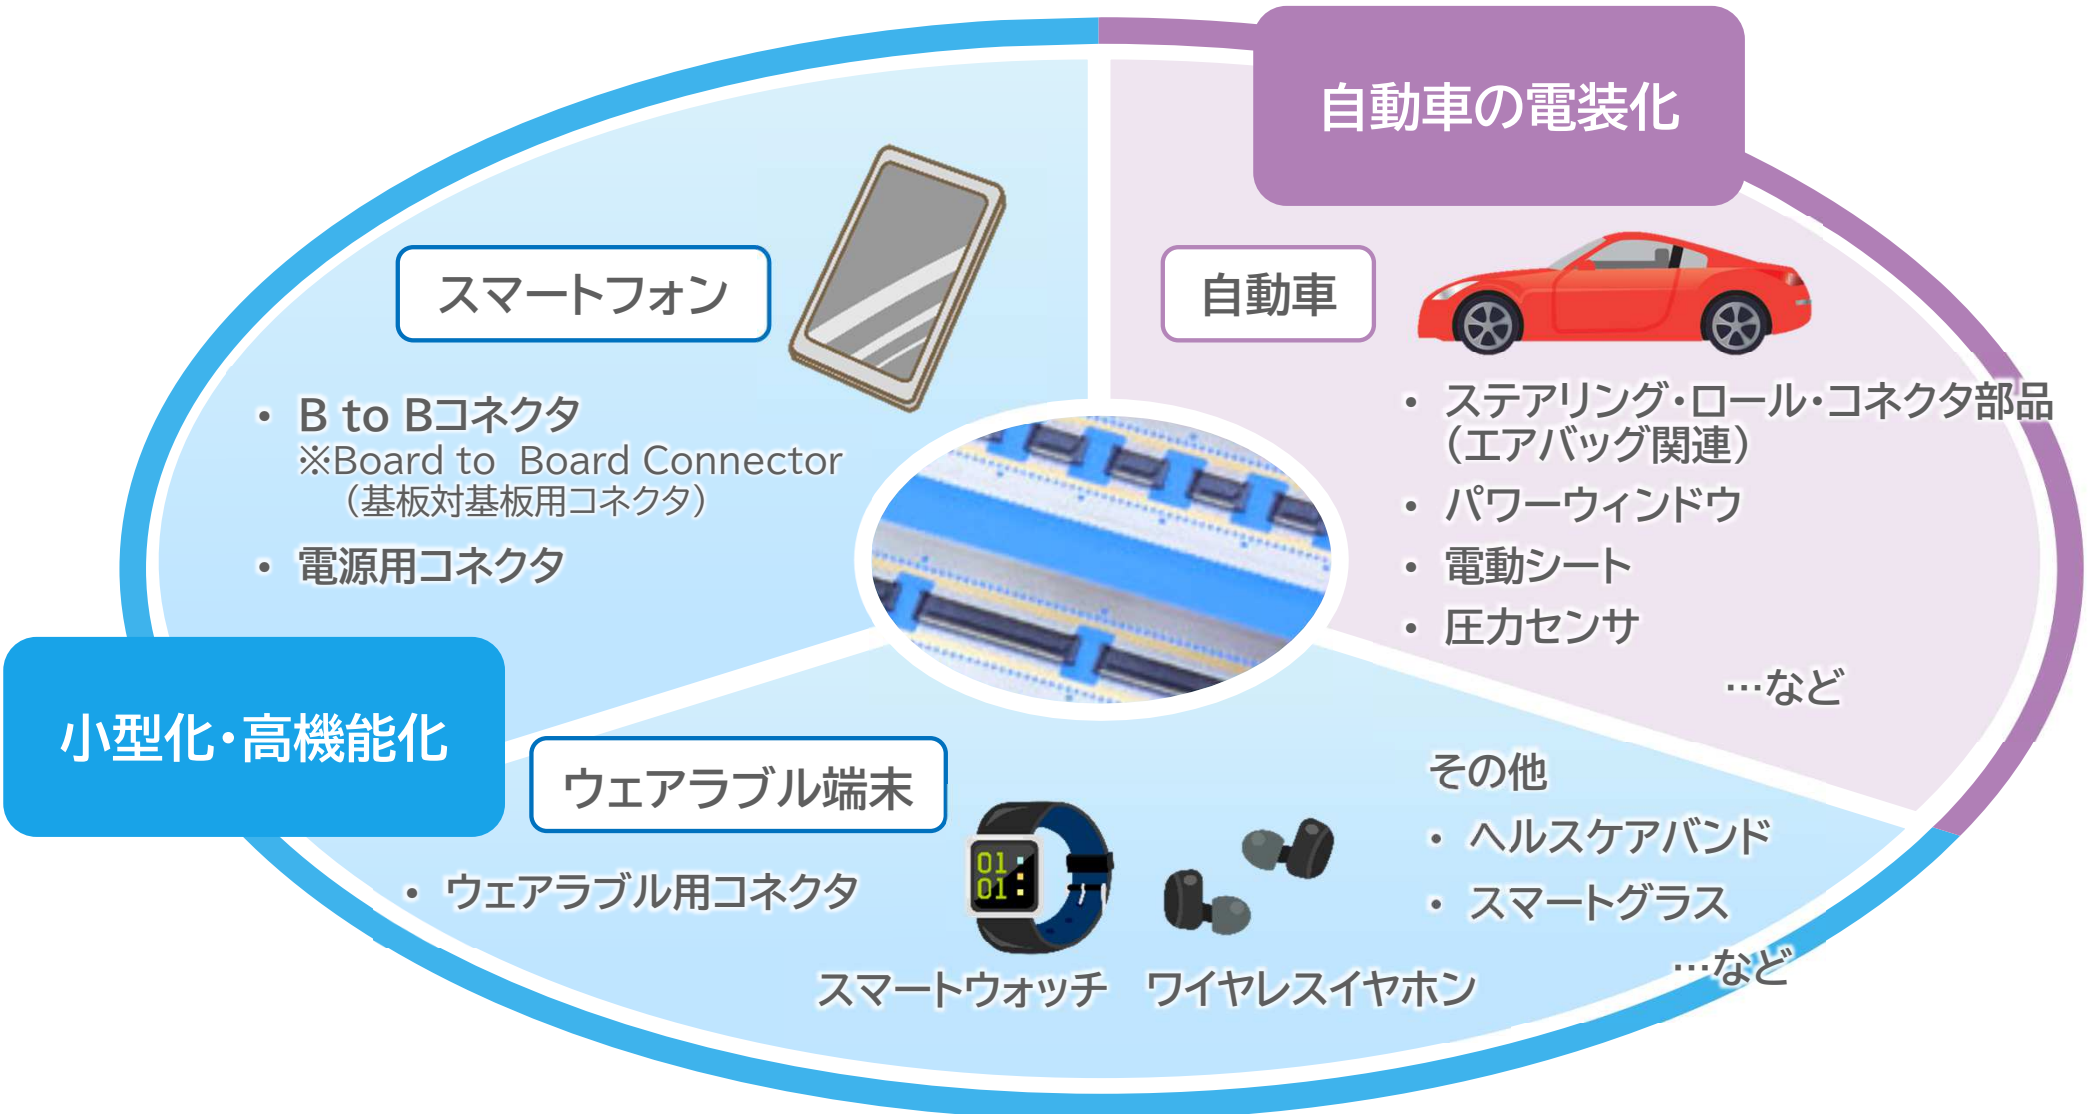 自動車の電装化
スマートフォン
・ B to Bコネクタ
※Board to Board Connector
（基板対基板用コネクタ）
・ 電源用コネクタ
自動車
・ ステアリング・ロール・コネクタ部品
（エアバッグ関連）
・ パワーウィンドウ
・ 電動シート
・ 圧力センサ
…など
小型化・高機能化
ウェアラブル端末
・ ウェアラブル用コネクタ
01:
01:
スマートウォッチ
ワイヤレスイヤホン
その他
・ ヘルスケアバンド
・ スマートグラス
…など